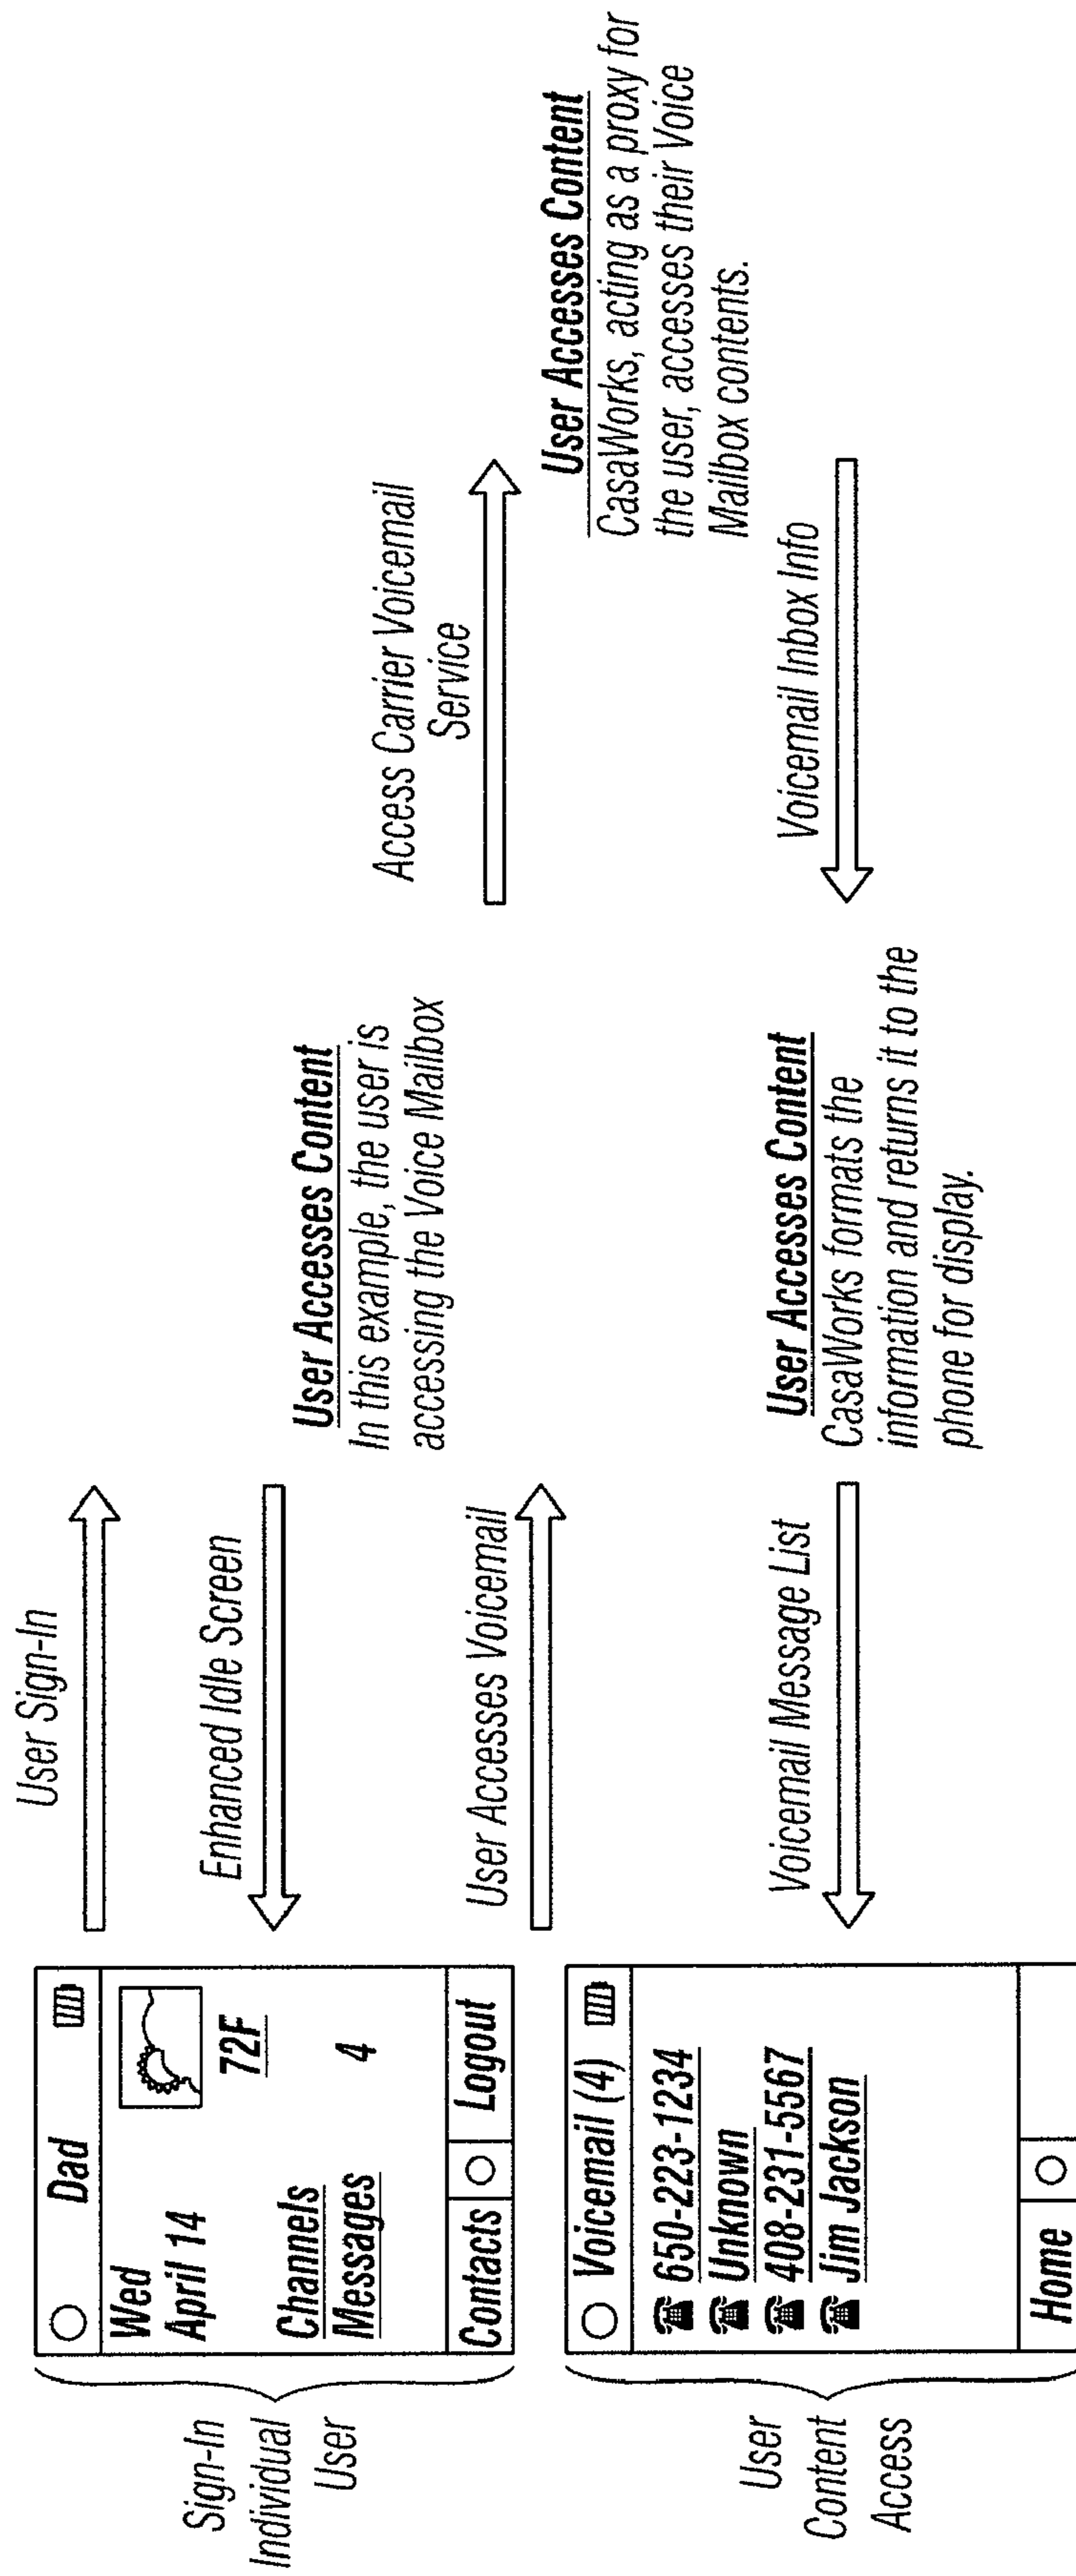 Sign-In
Individual
User
Dad
Wed
April 14
72F
Channels
Messages 4
Contacts
Logout
User Sign-In
Enhanced Idle Screen
User Accesses Content
In this example, the user is
accessing the Voice Mailbox
Access Carrier Voicemail
Service
User Accesses Content
CasaWorks, acting as a proxy for
the user, accesses their Voice
Mailbox contents.
User Accesses Voicemail
Voicemail Inbox Info
User Accesses Content
CasaWorks formats the
information and returns it to the
phone for display.
Voicemail Message List
User
Content
Access
Voicemail (4)
650-223-1234
Unknown
408-231-5567
Jim Jackson
Home